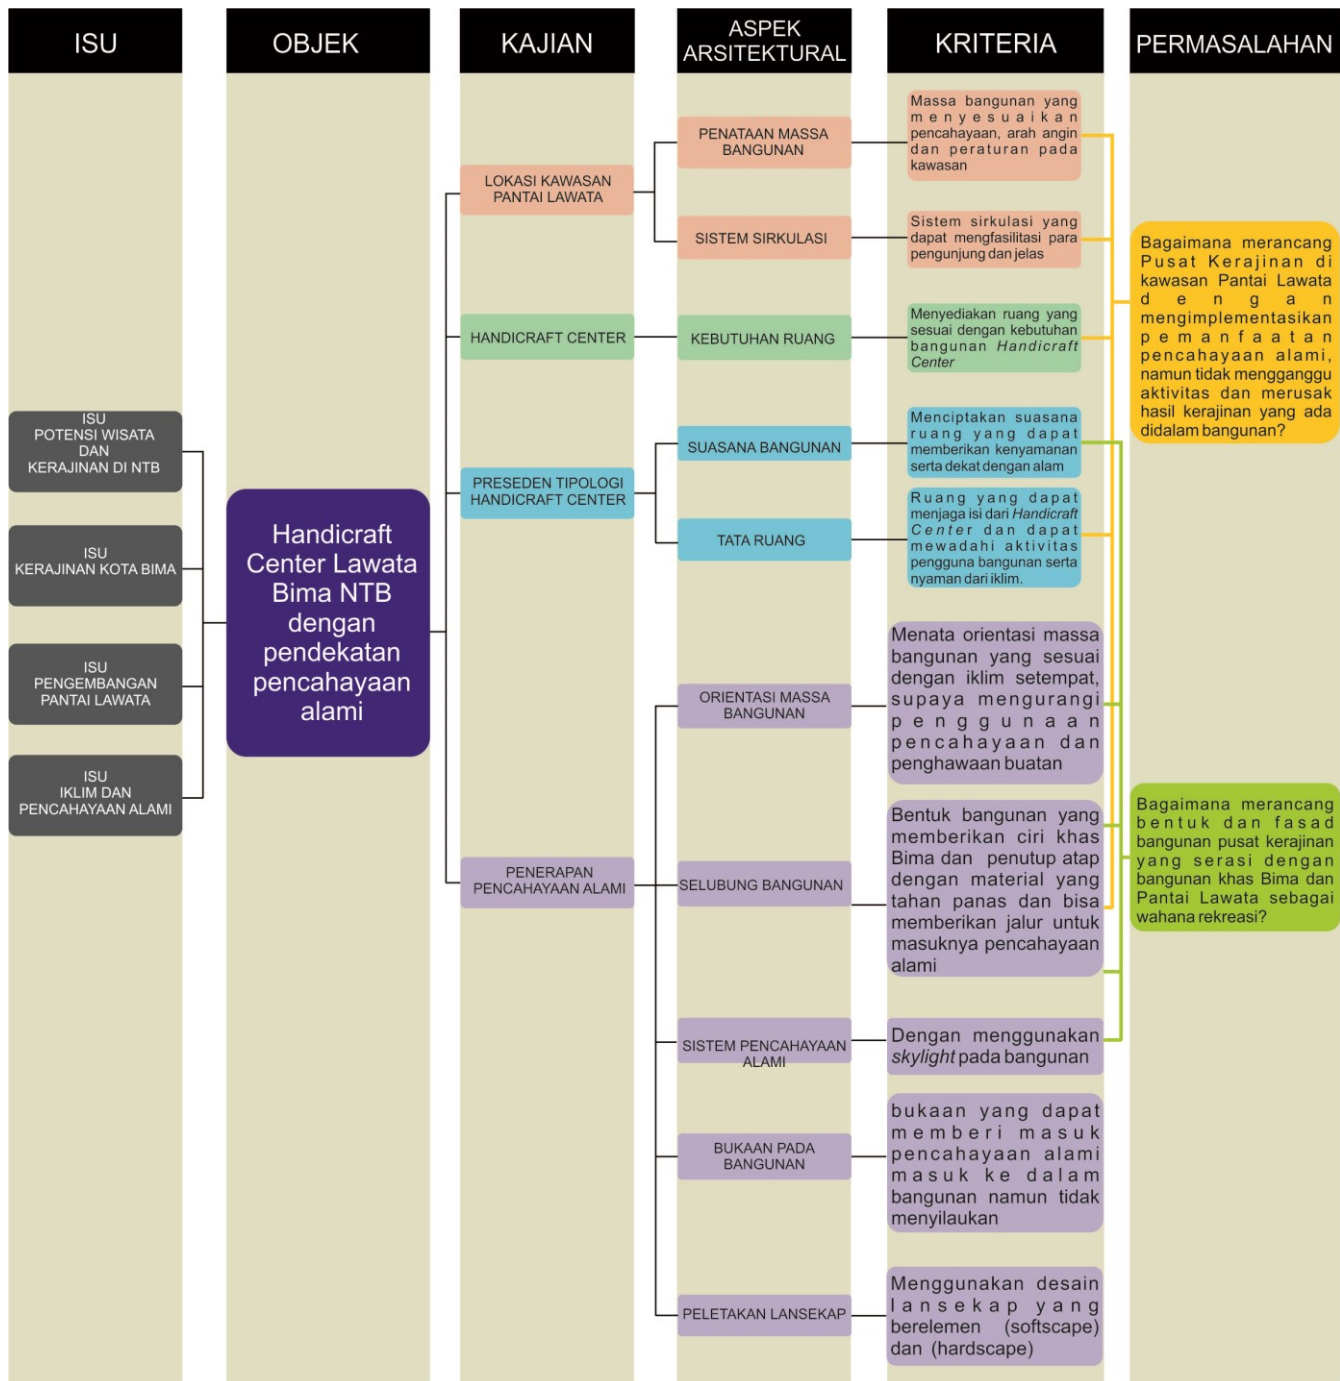 ISU
OBJEK
KAJIAN
ASPEK
ARSITEKTURAL
KRITERIA
PERMASALAHAN
ISU
POTENSI WISATA
DAN
KERAJINAN DI NTB
ISU
KERAJINAN KOTA BIMA
ISU
PENGEMBANGAN
PANTAI LAWATA
ISU
IKLIM DAN
PENCAHAYAAN ALAMI
Handicraft
Center Lawata
Bima NTB
dengan
pendekatan
pencahayaan
alami
LOKASI KAWASAN
PANTAI LAWATA
HANDICRAFT CENTER
PRESEDEN TIPOLOGI
HANDICRAFT CENTER
PENERAPAN
PENCAHAYAAN ALAMI
PENATAAN MASSA
BANGUNAN
SISTEM SIRKULASI
KEBUTUHAN RUANG
SUASANA BANGUNAN
TATA RUANG
ORIENTASI MASSA
BANGUNAN
SELUBUNG BANGUNAN
SISTEM PENCAHAYAAN
ALAMI
BUKAAN PADA
BANGUNAN
PELETAKAN LANSEKAP
Massa bangunan yang
menyesuaikan
pencahayaan, arah angin
dan peraturan pada
kawasan
Sistem sirkulasi yang
dapat mengfasilitasi para
pengunjung dan jelas
Menyediakan ruang yang
sesuai dengan kebutuhan
bangunan Handicraft
Center
Menciptakan suasana
ruang yang dapat
memberikan kenyamanan
serta dekat dengan alam
Ruang yang dapat
menjaga isi dari Handicraft
Center dan dapat
mewadahi aktivitas
pengguna bangunan serta
nyaman dari iklim.
Menata orientasi massa
bangunan yang sesuai
dengan iklim setempat,
supaya mengurangi
penggunaan
pencahayaan dan
penghawaan buatan
Bentuk bangunan yang
memberikan ciri khas
Bima dan penutup atap
dengan material yang
tahan panas dan bisa
memberikan jalur untuk
masuknya pencahayaan
alami
Dengan menggunakan
skylight pada bangunan
bukaan yang dapat
memberi masuk
pencahayaan alami
masuk ke dalam
bangunan namun tidak
menyilaukan
Menggunakan desain
lansekap yang
berelemen (softscape)
dan (hardscape)
Bagaimana merancang
Pusat Kerajinan di
kawasan Pantai Lawata
dengan
mengimplementasikan
pemanfaatan
pencahayaan alami,
namun tidak mengganggu
aktivitas dan merusak
hasil kerajinan yang ada
didalam bangunan?
Bagaimana merancang
bentuk dan fasad
bangunan pusat kerajinan
yang serasi dengan
bangunan khas Bima dan
Pantai Lawata sebagai
wahana rekreasi?